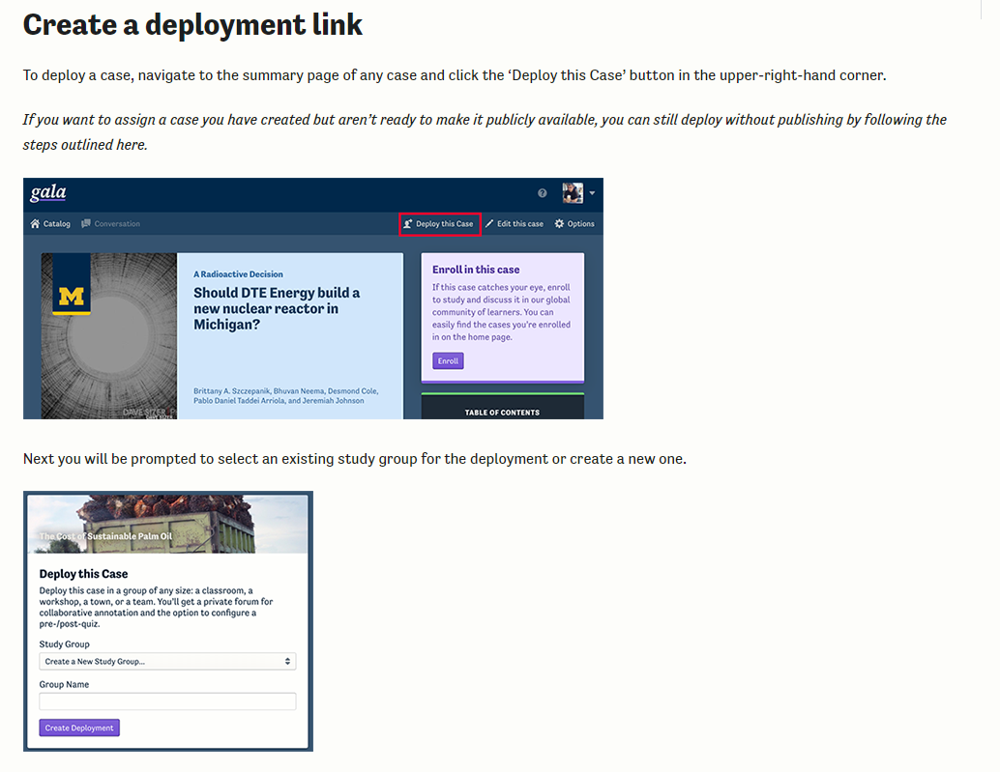 Create a deployment link
To deploy a case, navigate to the summary page of any case and click the ‘Deploy this Case’ button in the upper-right-hand corner.
If you want to assign a case you have created but aren’t ready to make it publicly available, you can still deploy without publishing by following the
steps outlined here.
gala
Catalog Conversation Deploy this Case Edit this case Options
M
A Radioactive Decision
Should DTE Energy build a
new nuclear reactor in
Michigan?
Brittany A. Szczepanik, Bhuvan Neema, Desmond Cole,
Pablo Daniel Taddei Arriola, and Jeremiah Johnson
DAVE SIZER
DAVE SIZER
Enroll in this case
If this case catches your eye, enroll
to study and discuss it in our global
community of learners. You can
easily find the cases you're enrolled
in on the home page.
Enroll
TABLE OF CONTENTS
Next you will be prompted to select an existing study group for the deployment or create a new one.
The Cost of Sustainable Palm Oil
Deploy this Case
Deploy this case in a group of any size: a classroom, a
workshop, a town, or a team. You’ll get a private forum for
collaborative annotation and the option to configure a
pre-/post-quiz.
Study Group
Create a New Study Group...
Group Name
Create Deployment